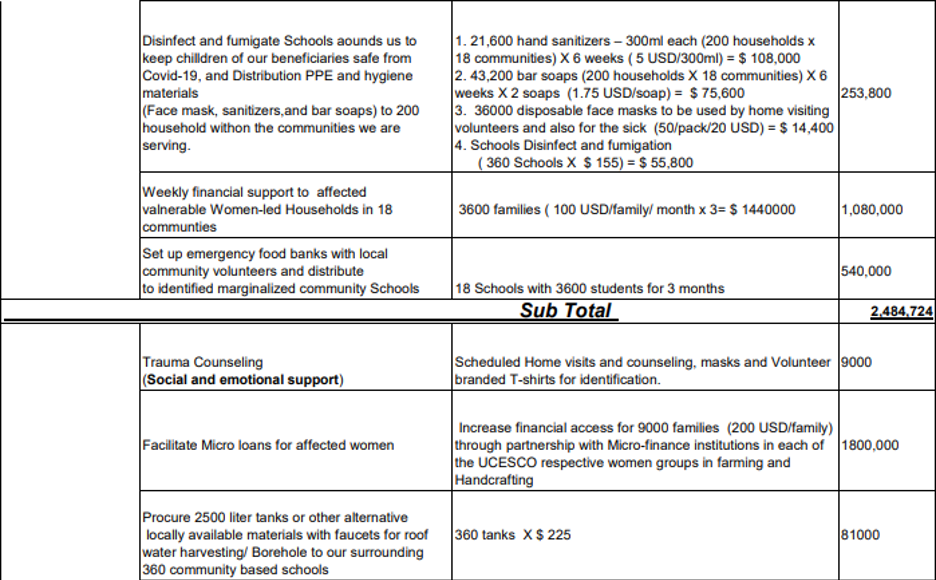 Disinfect and fumigate Schools aounds us to
keep chilldren of our beneficiaries safe from
Covid-19, and Distribution PPE and hygiene
materials
(Face mask, sanitizers,and bar soaps) to 200
household withon the communities we are
serving.
1. 21,600 hand sanitizers – 300ml each (200 households x
18 communities) X 6 weeks ( 5 USD/300ml) = $ 108,000
2. 43,200 bar soaps (200 households X 18 communities) X 6
weeks X 2 soaps  (1.75 USD/soap) =  $ 75,600
3.  36000 disposable face masks to be used by home visiting
volunteers and also for the sick  (50/pack/20 USD) = $ 14,400
4. Schools Disinfect and fumigation
( 360 Schools X  $ 155) = $ 55,800
253,800
Weekly financial support to  affected
valnerable Women-led Households in 18
communties
3600 families ( 100 USD/family/ month x 3= $ 1440000
1,080,000
Set up emergency food banks with local
community volunteers and distribute
to identified marginalized community Schools
18 Schools with 3600 students for 3 months
540,000
Sub Total
2,484,724
Trauma Counseling
(Social and emotional support)
Scheduled Home visits and counseling, masks and Volunteer
branded T-shirts for identification.
9000
Facilitate Micro loans for affected women
Increase financial access for 9000 families  (200 USD/family)
through partnership with Micro-finance institutions in each of
the UCESCO respective women groups in farming and
Handcrafting
1800,000
Procure 2500 liter tanks or other alternative
locally available materials with faucets for roof
water harvesting/ Borehole to our surrounding
360 community based schools
360 tanks  X $ 225
81000